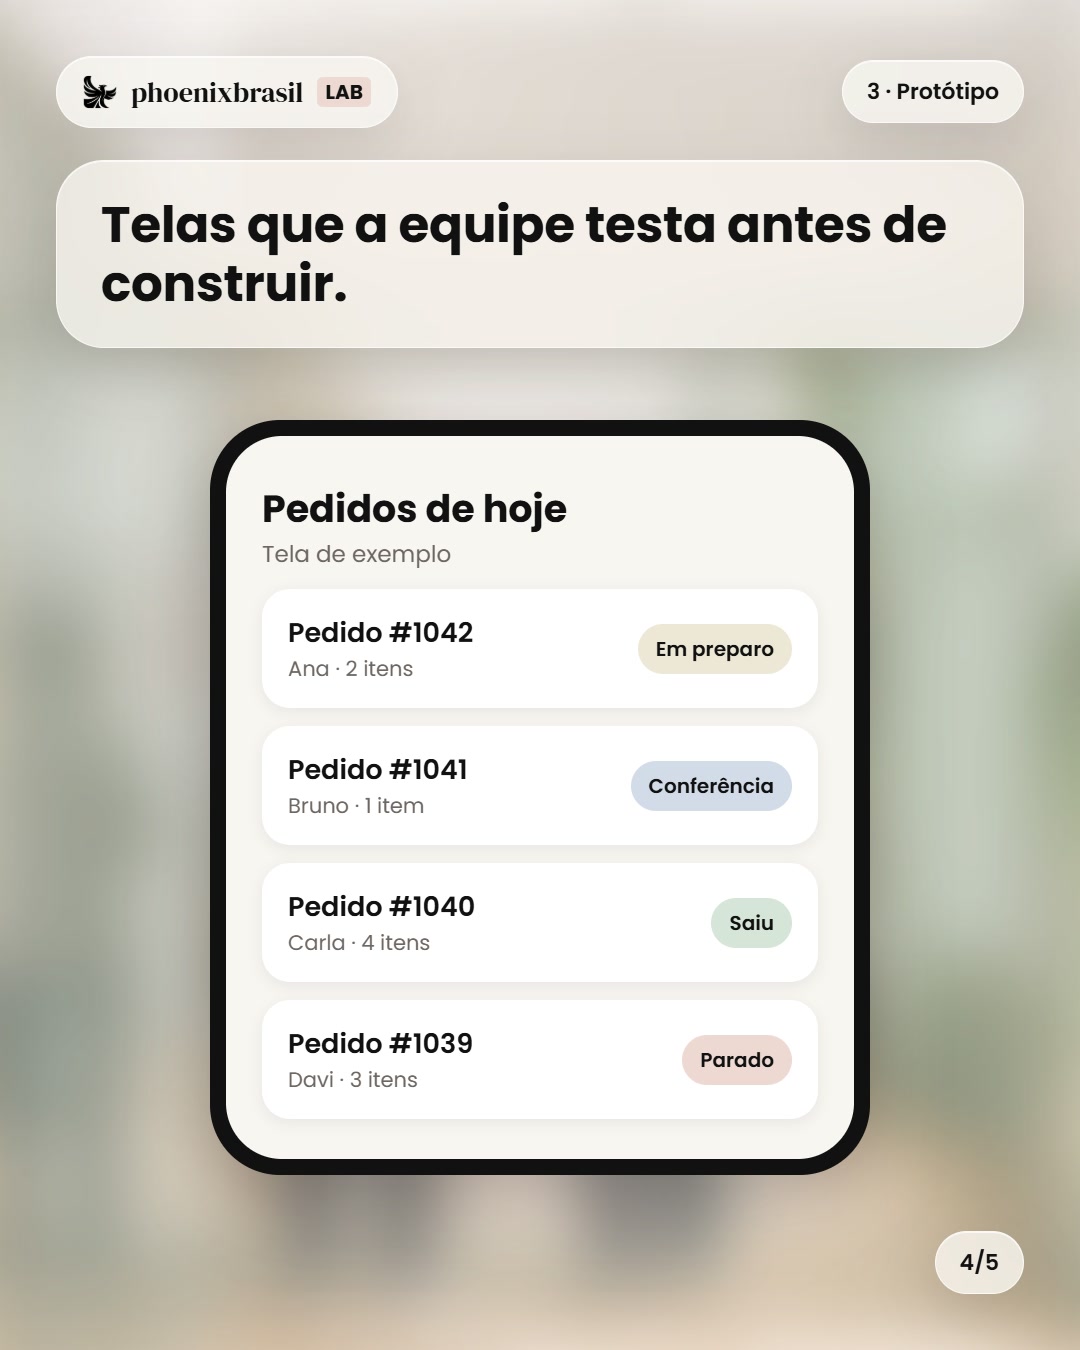 phoenixbrasil LAB
3 · Protótipo
Telas que a equipe testa antes de
construir.
Pedidos de hoje
Tela de exemplo
Pedido #1042
Ana · 2 itens
Em preparo
Pedido #1041
Bruno · 1 item
Conferência
Pedido #1040
Carla · 4 itens
Saiu
Pedido #1039
Davi · 3 itens
Parado
4/5